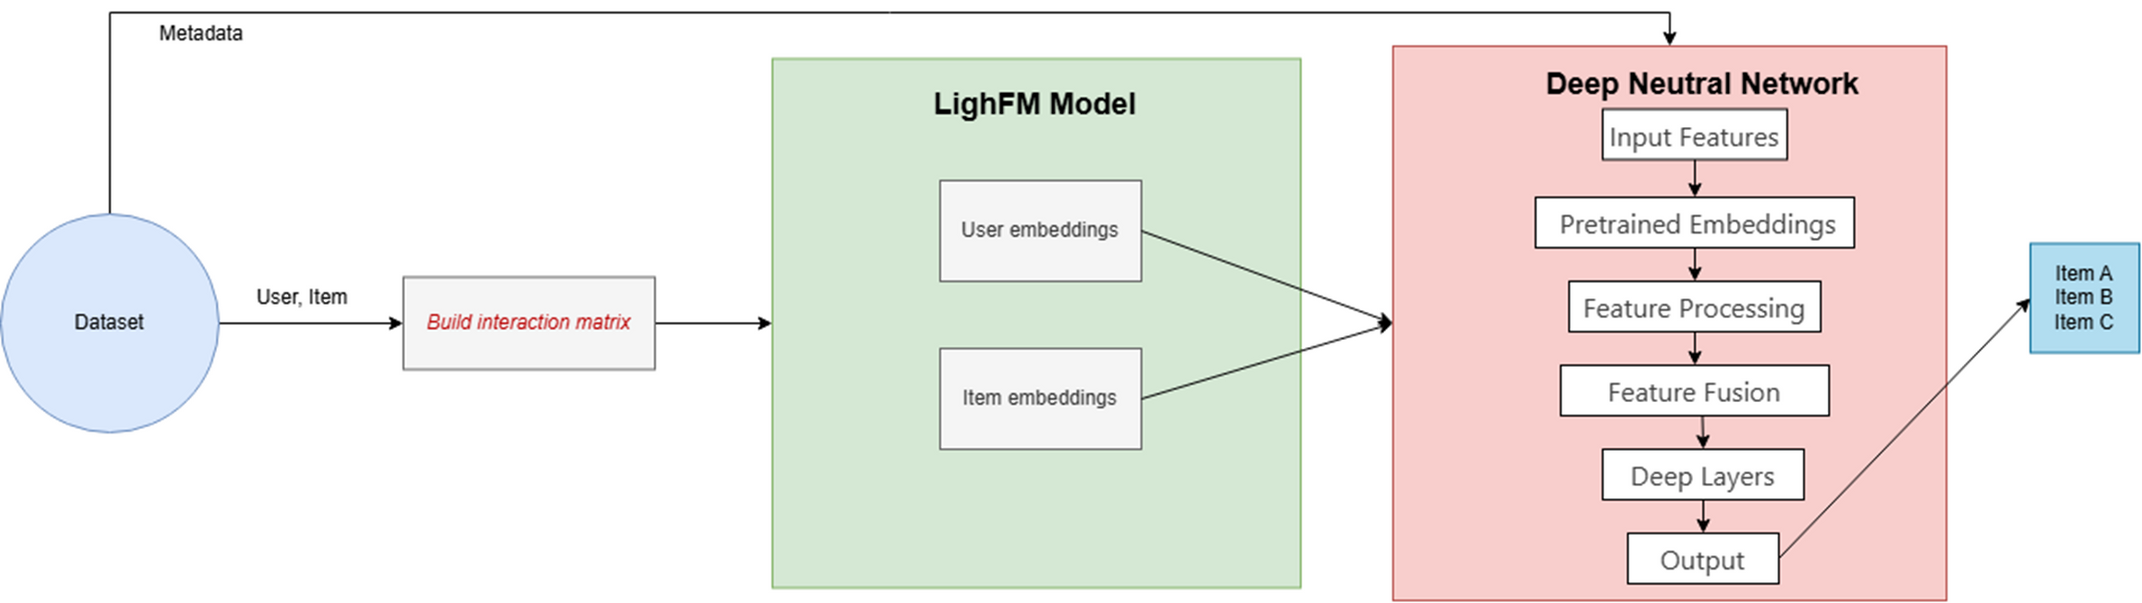 Metadata
Dataset
User, Item
Build interaction matrix
LighFM Model
User embeddings
Item embeddings
Deep Neutral Network
Input Features
Pretrained Embeddings
Feature Processing
Feature Fusion
Deep Layers
Output
Item A
Item B
Item C